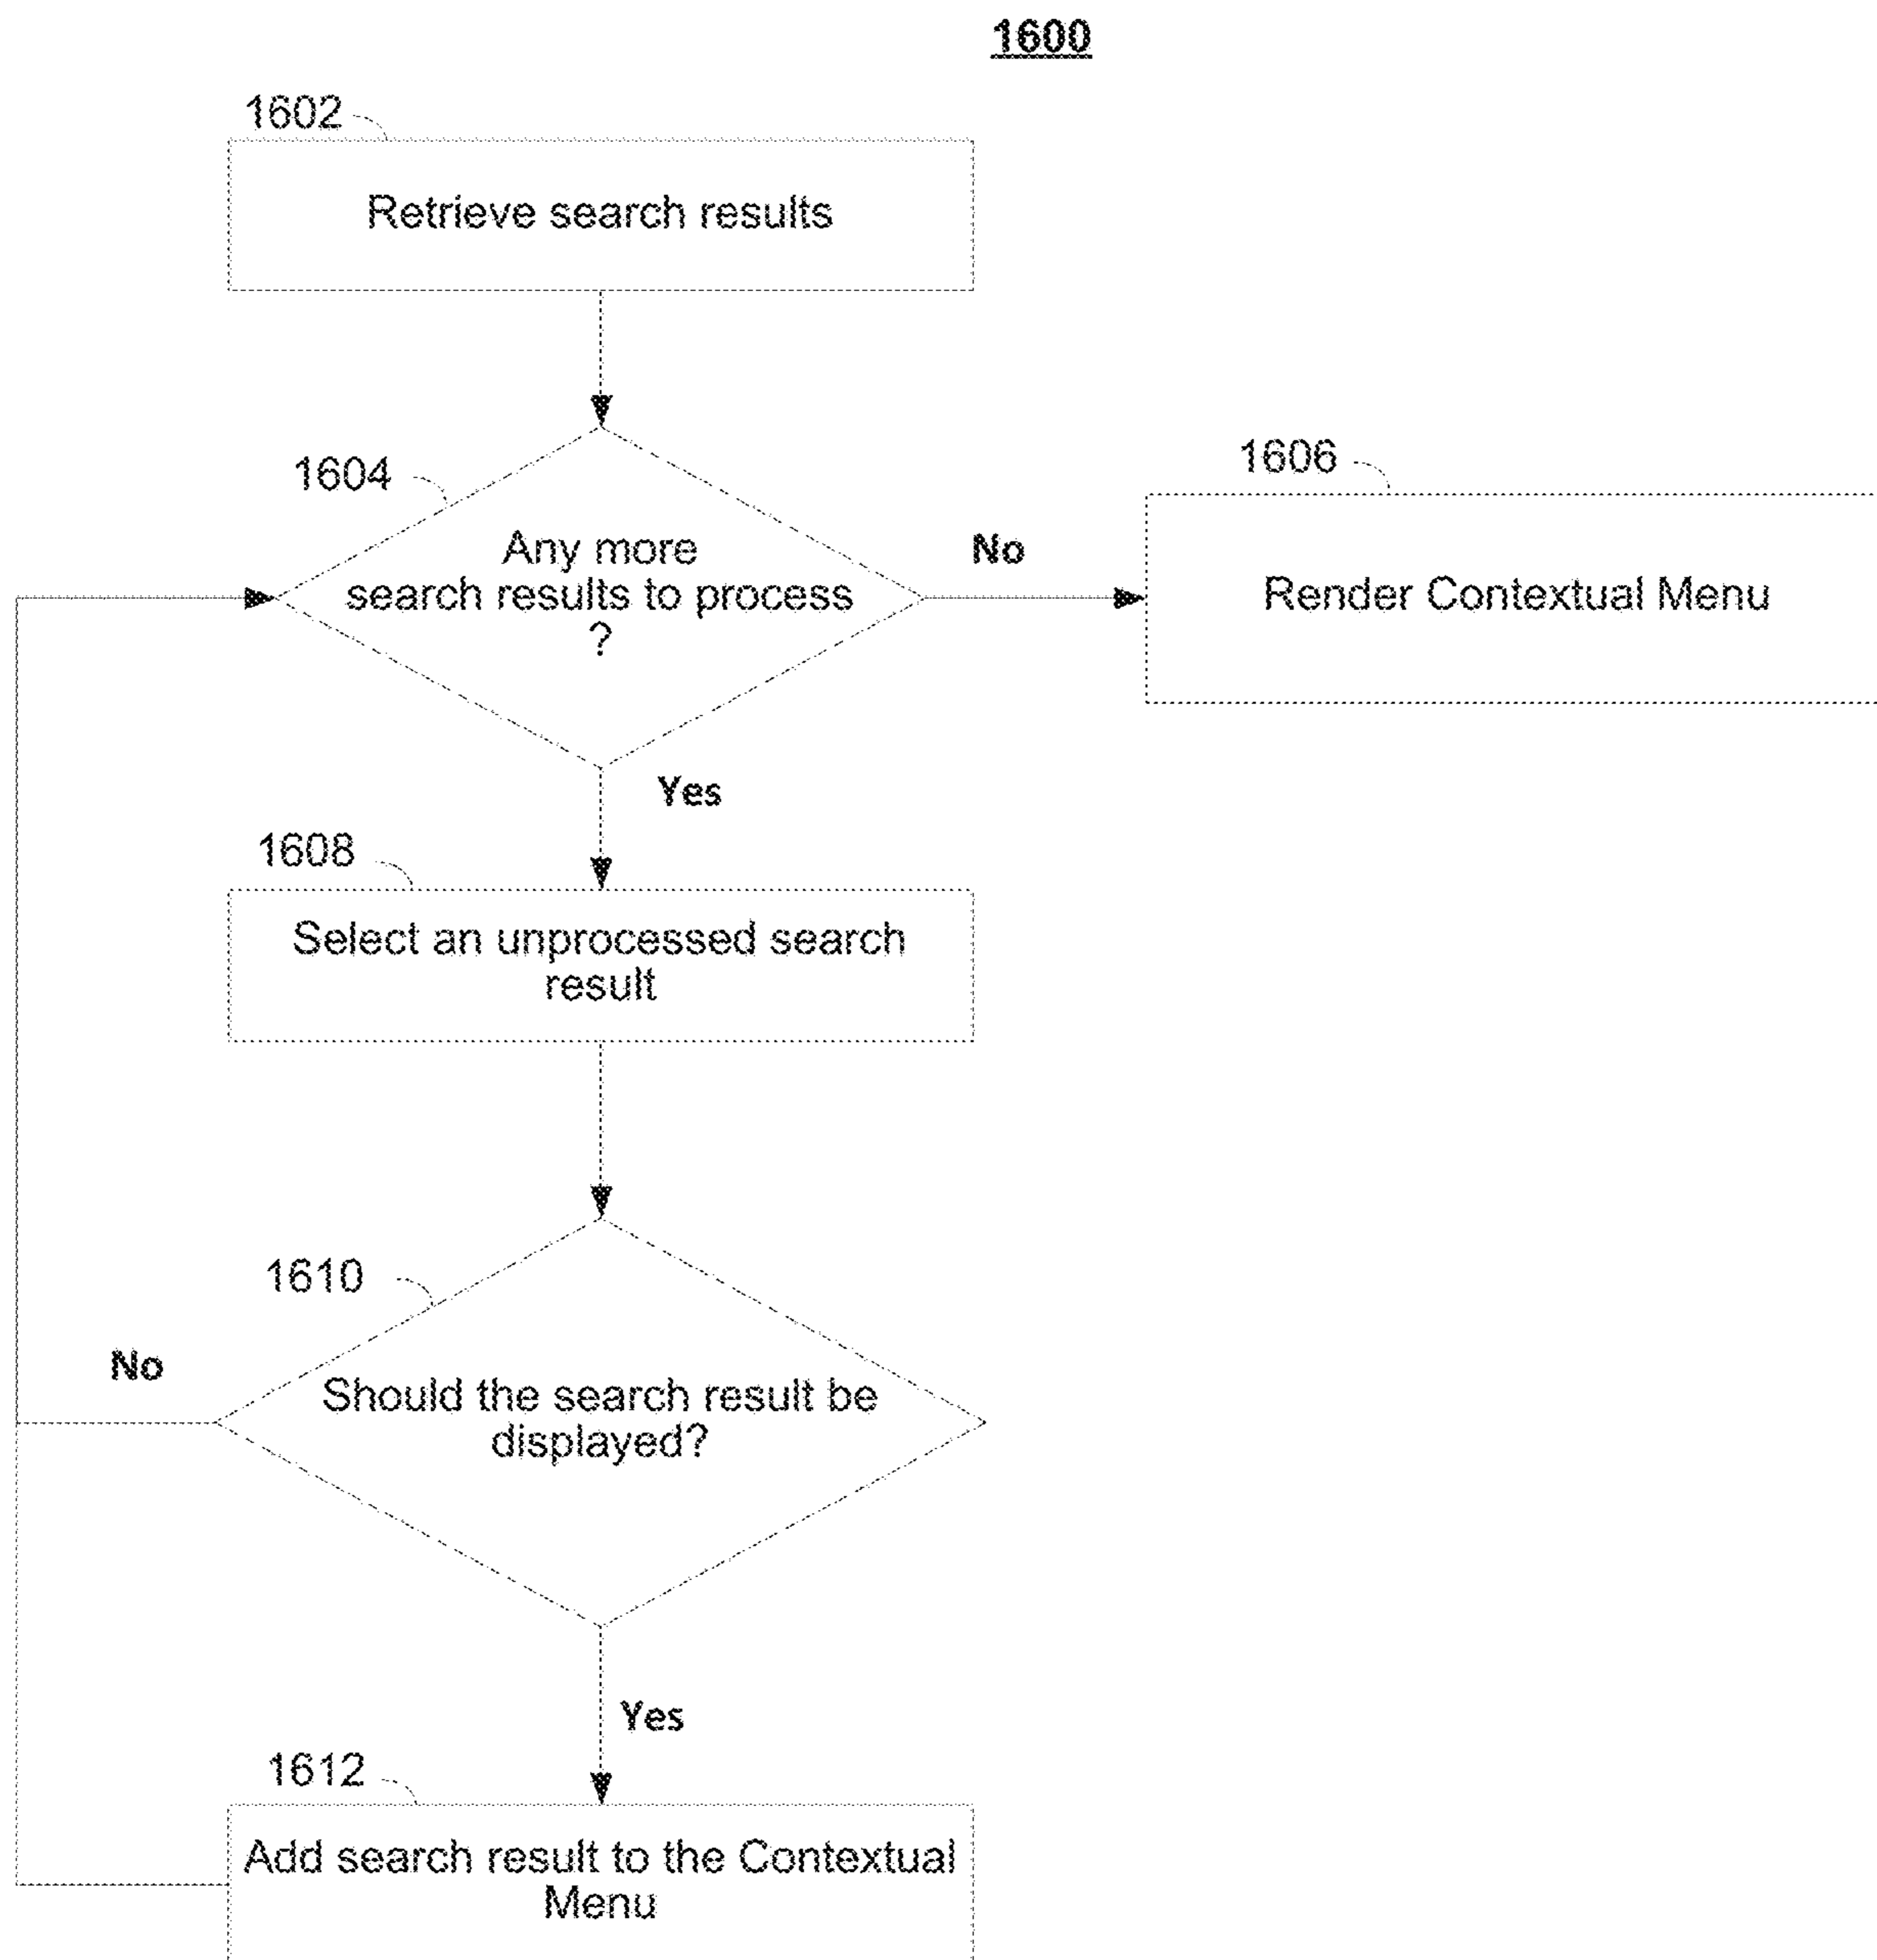 1600
1602
Retrieve search results
1604
Any more
search results to process
?
No
1606
Render Contextual Menu
Yes
1608
Select an unprocessed search
result
1610
No
Should the search result be
displayed?
Yes
1612
Add search result to the Contextual
Menu